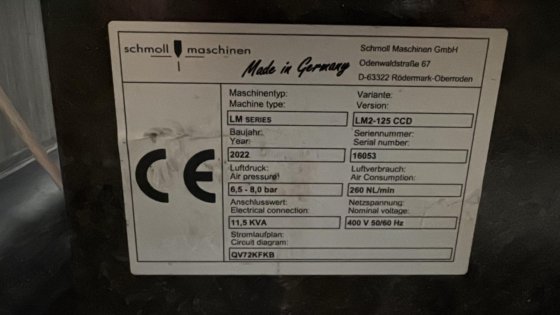 schmoll maschinen
Made in Germany
Schmoll Maschinen GmbH
Odenwaldstraße 67
D-63322 Rödermark-Oberroden
Maschinentyp:
Machine type:
LM SERIES
Variante:
Version:
LM2-125 CCD
Baujahr:
Year:
2022
Seriennummer:
Serial number:
16053
Luftdruck:
Air pressure:
6,5 - 8,0 bar
Luftverbrauch:
Air Consumption:
260 NL/min
Anschlusswert:
Electrical connection:
11,5 KVA
Netzspannung:
Nominal voltage:
400 V 50/60 Hz
Stromlaufplan:
Circuit diagram:
QV72KFKB
CE